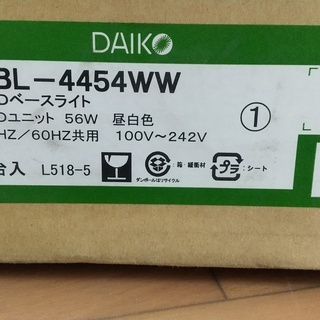 DAIKO
BL-4454WW
Dベースライト
Dユニット 56W 昼白色
HZ/60HZ共用 100V~242V
①
台入 L518-5
:箱・緩衝材
ダンボールはリサイクル
プラ
:シート